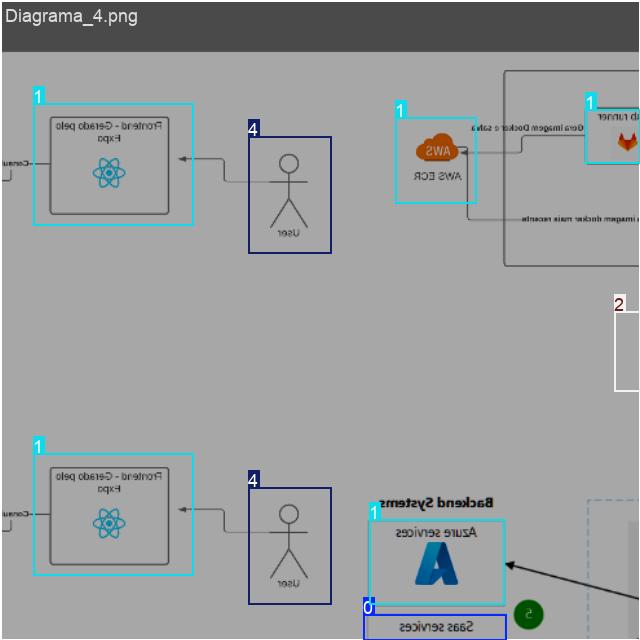 Diagrama_4.png
1
Frontend - Gerado pelo
Expo
4
User
1
AWS
AWS ECR
Gera imagem Docker e salva
1
imagem docker mais recente
runner
2
1
Frontend - Gerado pelo
Expo
4
User
Backend Systems
1
Azure services
0
Saas services
5